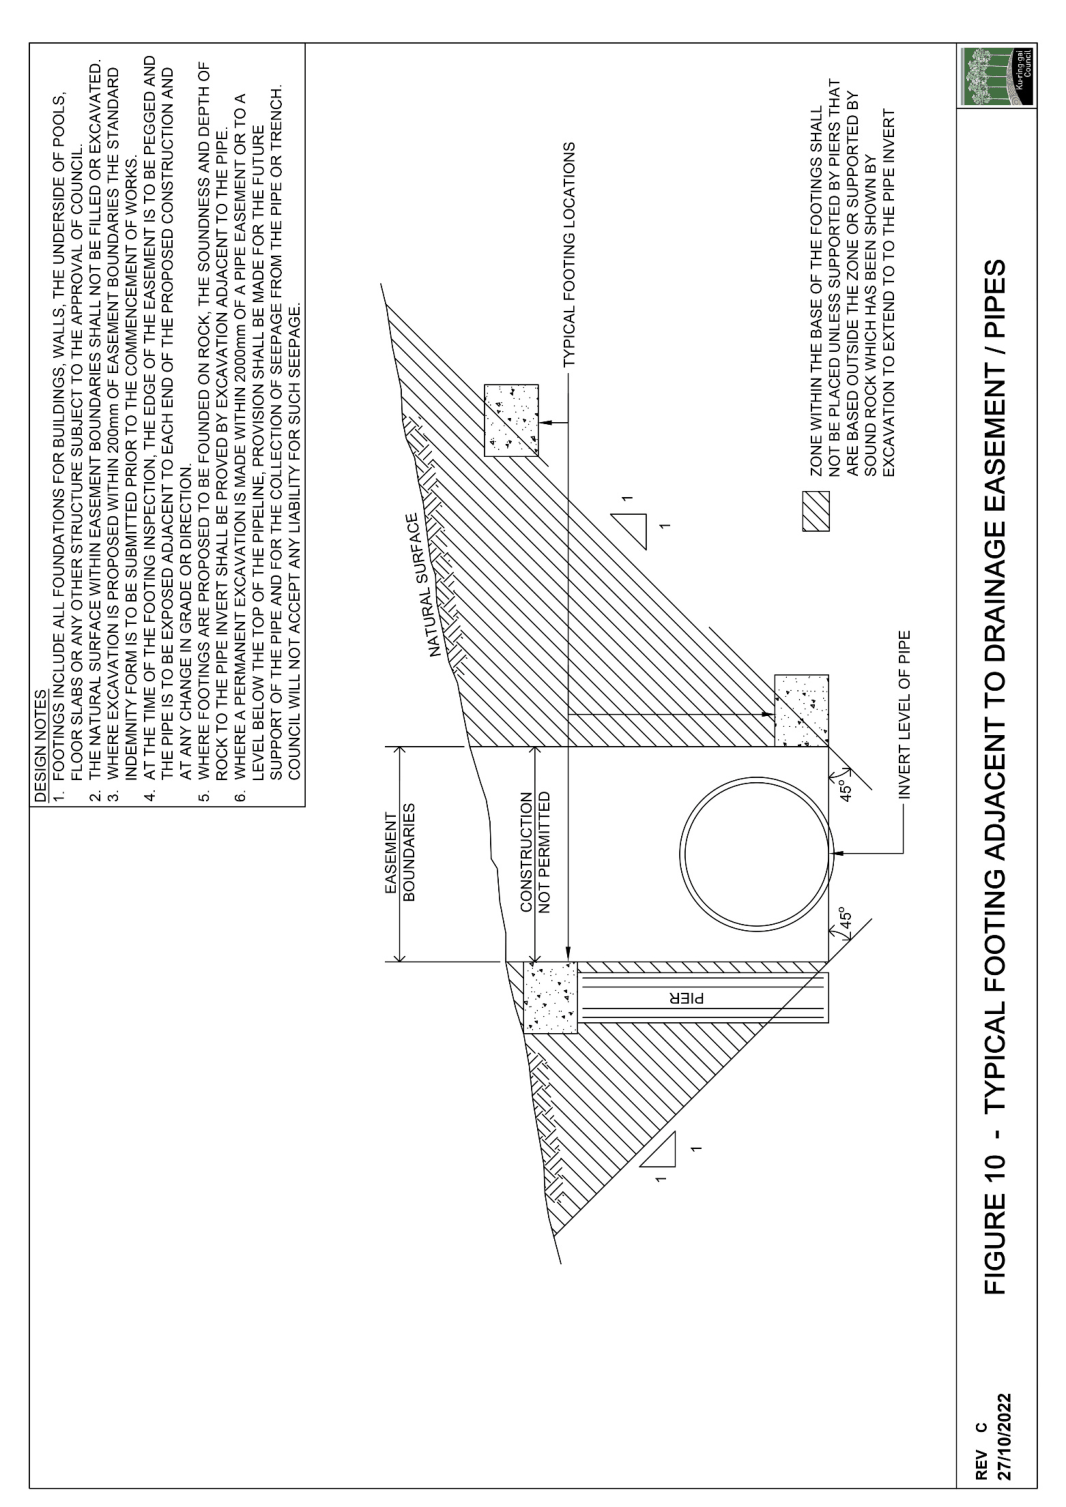 DESIGN NOTES
1. FOOTINGS INCLUDE ALL FOUNDATIONS FOR BUILDINGS, WALLS, THE UNDERSIDE OF POOLS,
FLOOR SLABS OR ANY OTHER STRUCTURE SUBJECT TO THE APPROVAL OF COUNCIL.
2. THE NATURAL SURFACE WITHIN EASEMENT BOUNDARIES SHALL NOT BE FILLED OR EXCAVATED.
3. WHERE EXCAVATION IS PROPOSED WITHIN 200mm OF EASEMENT BOUNDARIES THE STANDARD
INDEMNITY FORM IS TO BE SUBMITTED PRIOR TO THE COMMENCEMENT OF WORKS.
4. AT THE TIME OF THE FOOTING INSPECTION, THE EDGE OF THE EASEMENT IS TO BE PEGGED AND
THE PIPE IS TO BE EXPOSED ADJACENT TO EACH END OF THE PROPOSED CONSTRUCTION AND
AT ANY CHANGE IN GRADE OR DIRECTION.
5. WHERE FOOTINGS ARE PROPOSED TO BE FOUNDED ON ROCK, THE SOUNDNESS AND DEPTH OF
ROCK TO THE PIPE INVERT SHALL BE PROVED BY EXCAVATION ADJACENT TO THE PIPE.
6. WHERE A PERMANENT EXCAVATION IS MADE WITHIN 2000mm OF A PIPE EASEMENT OR TO A
LEVEL BELOW THE TOP OF THE PIPELINE, PROVISION SHALL BE MADE FOR THE FUTURE
SUPPORT OF THE PIPE AND FOR THE COLLECTION OF SEEPAGE FROM THE PIPE OR TRENCH.
COUNCIL WILL NOT ACCEPT ANY LIABILITY FOR SUCH SEEPAGE.
EASEMENT
BOUNDARIES
NATURAL SURFACE
CONSTRUCTION
NOT PERMITTED
TYPICAL FOOTING LOCATIONS
PIER
1
1
1
1
45°
45°
INVERT LEVEL OF PIPE
ZONE WITHIN THE BASE OF THE FOOTINGS SHALL
NOT BE PLACED UNLESS SUPPORTED BY PIERS THAT
ARE BASED OUTSIDE THE ZONE OR SUPPORTED BY
SOUND ROCK WHICH HAS BEEN SHOWN BY
EXCAVATION TO EXTEND TO TO THE PIPE INVERT
REV C
27/10/2022
FIGURE 10 - TYPICAL FOOTING ADJACENT TO DRAINAGE EASEMENT / PIPES
Ku-ring-gai
Council